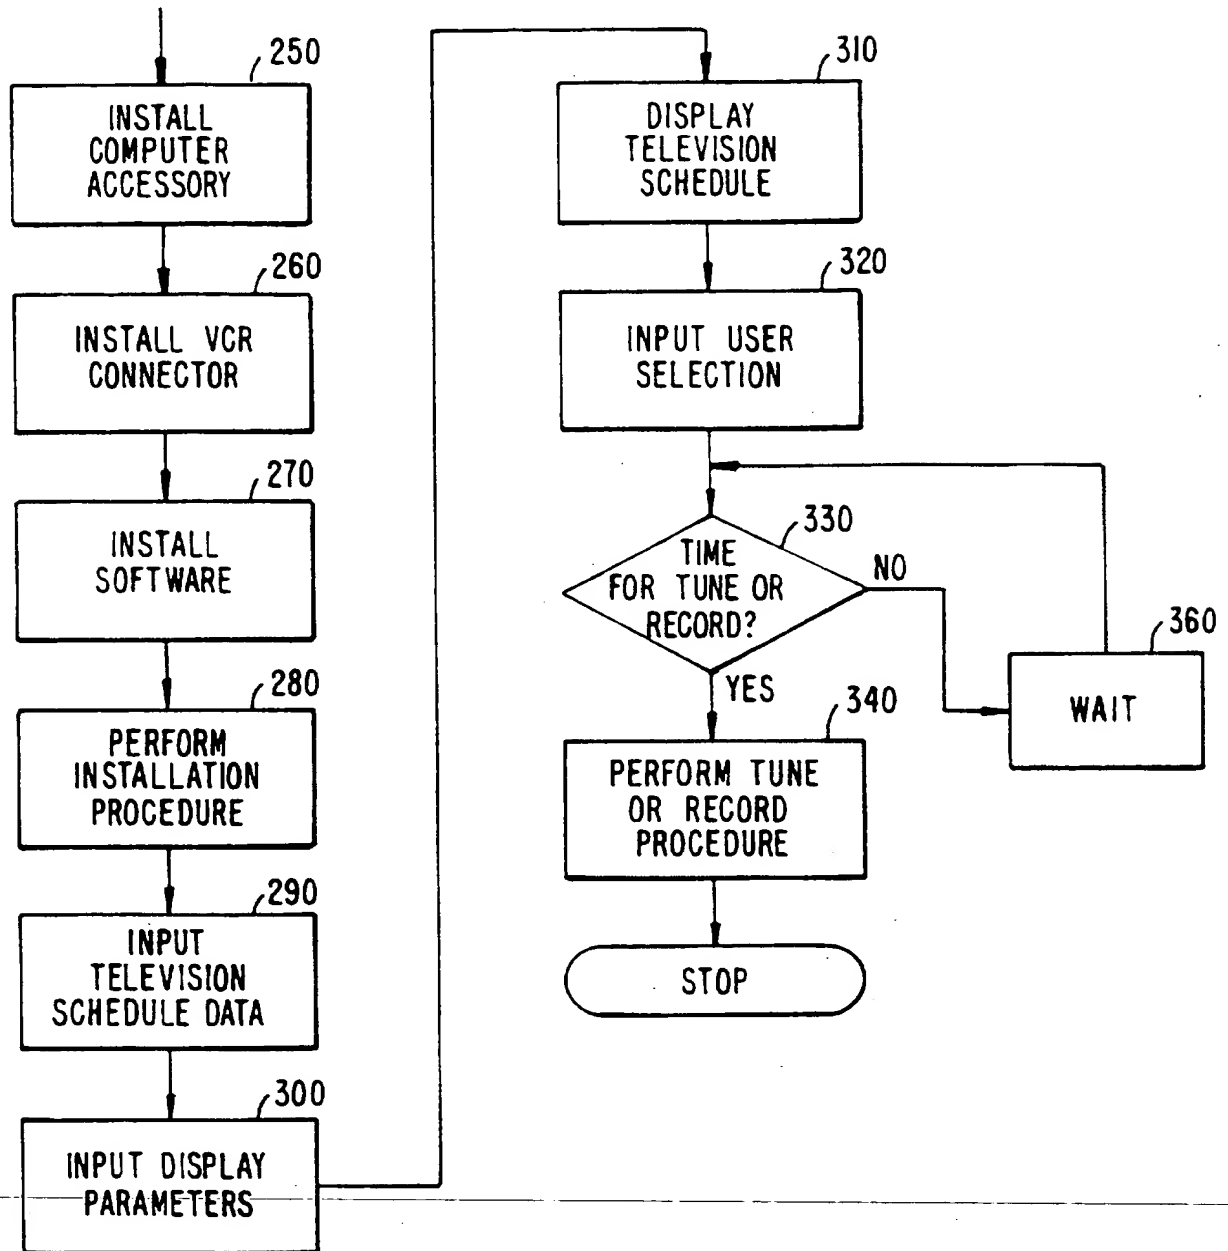 250
INSTALL
COMPUTER
ACCESSORY
260
INSTALL VCR
CONNECTOR
270
INSTALL
SOFTWARE
280
PERFORM
INSTALLATION
PROCEDURE
290
INPUT
TELEVISION
SCHEDULE DATA
300
INPUT DISPLAY
PARAMETERS
310
DISPLAY
TELEVISION
SCHEDULE
320
INPUT USER
SELECTION
330
TIME
FOR TUNE OR
RECORD?
NO
YES
360
WAIT
340
PERFORM TUNE
OR RECORD
PROCEDURE
STOP